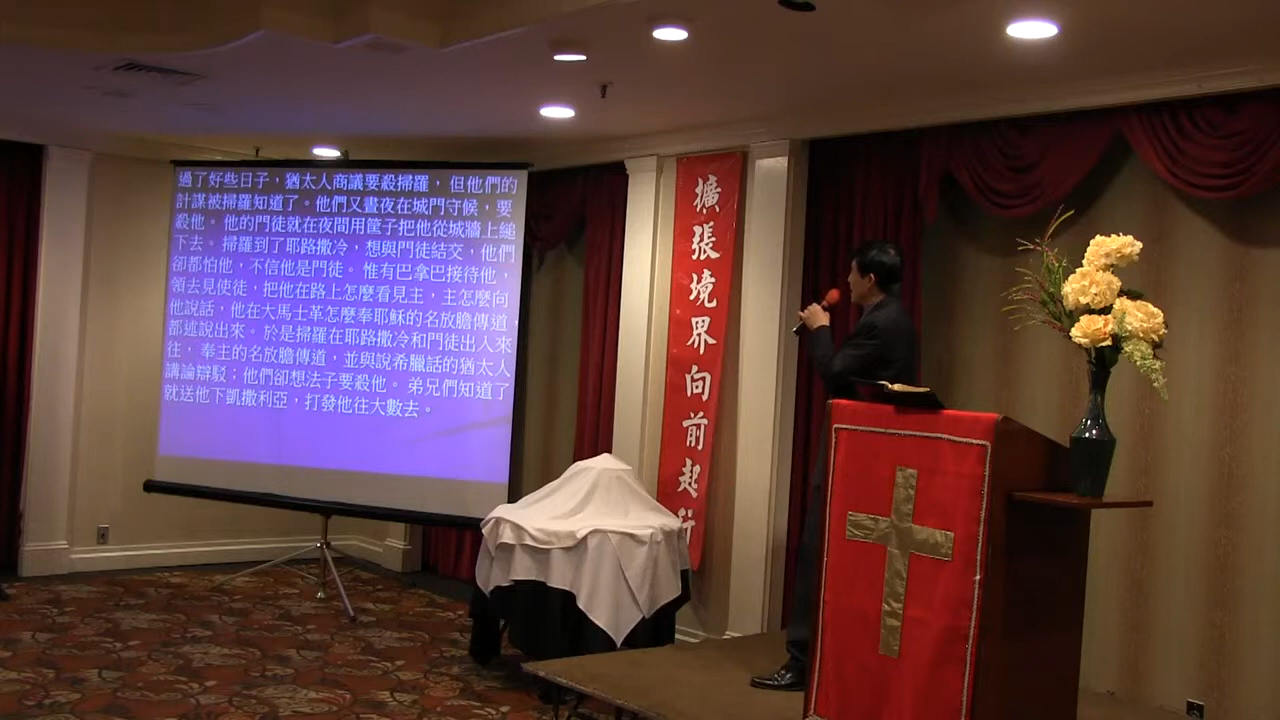 過了好些日子，猶太人商議要殺掃羅， 但他們的
計謀被掃羅知道了。他們又晝夜在城門守候，要
殺他。 他的門徒就在夜間用筐子把他從城牆上縋
下去。 掃羅到了耶路撒冷，想與門徒結交，他們
卻都怕他，不信他是門徒。 惟有巴拿巴接待他，
領去見使徒，把他在路上怎麼看見主，主怎麼向
他說話，他在大馬士革怎麼奉耶穌的名放膽傳道，
都述說出來。 於是掃羅在耶路撒冷和門徒出入來
往， 奉主的名放膽傳道，並與說希臘話的猶太人
講論辯駁；他們卻想法子要殺他。 弟兄們知道了
就送他下凱撒利亞，打發他往大數去。
擴張境界向前起行